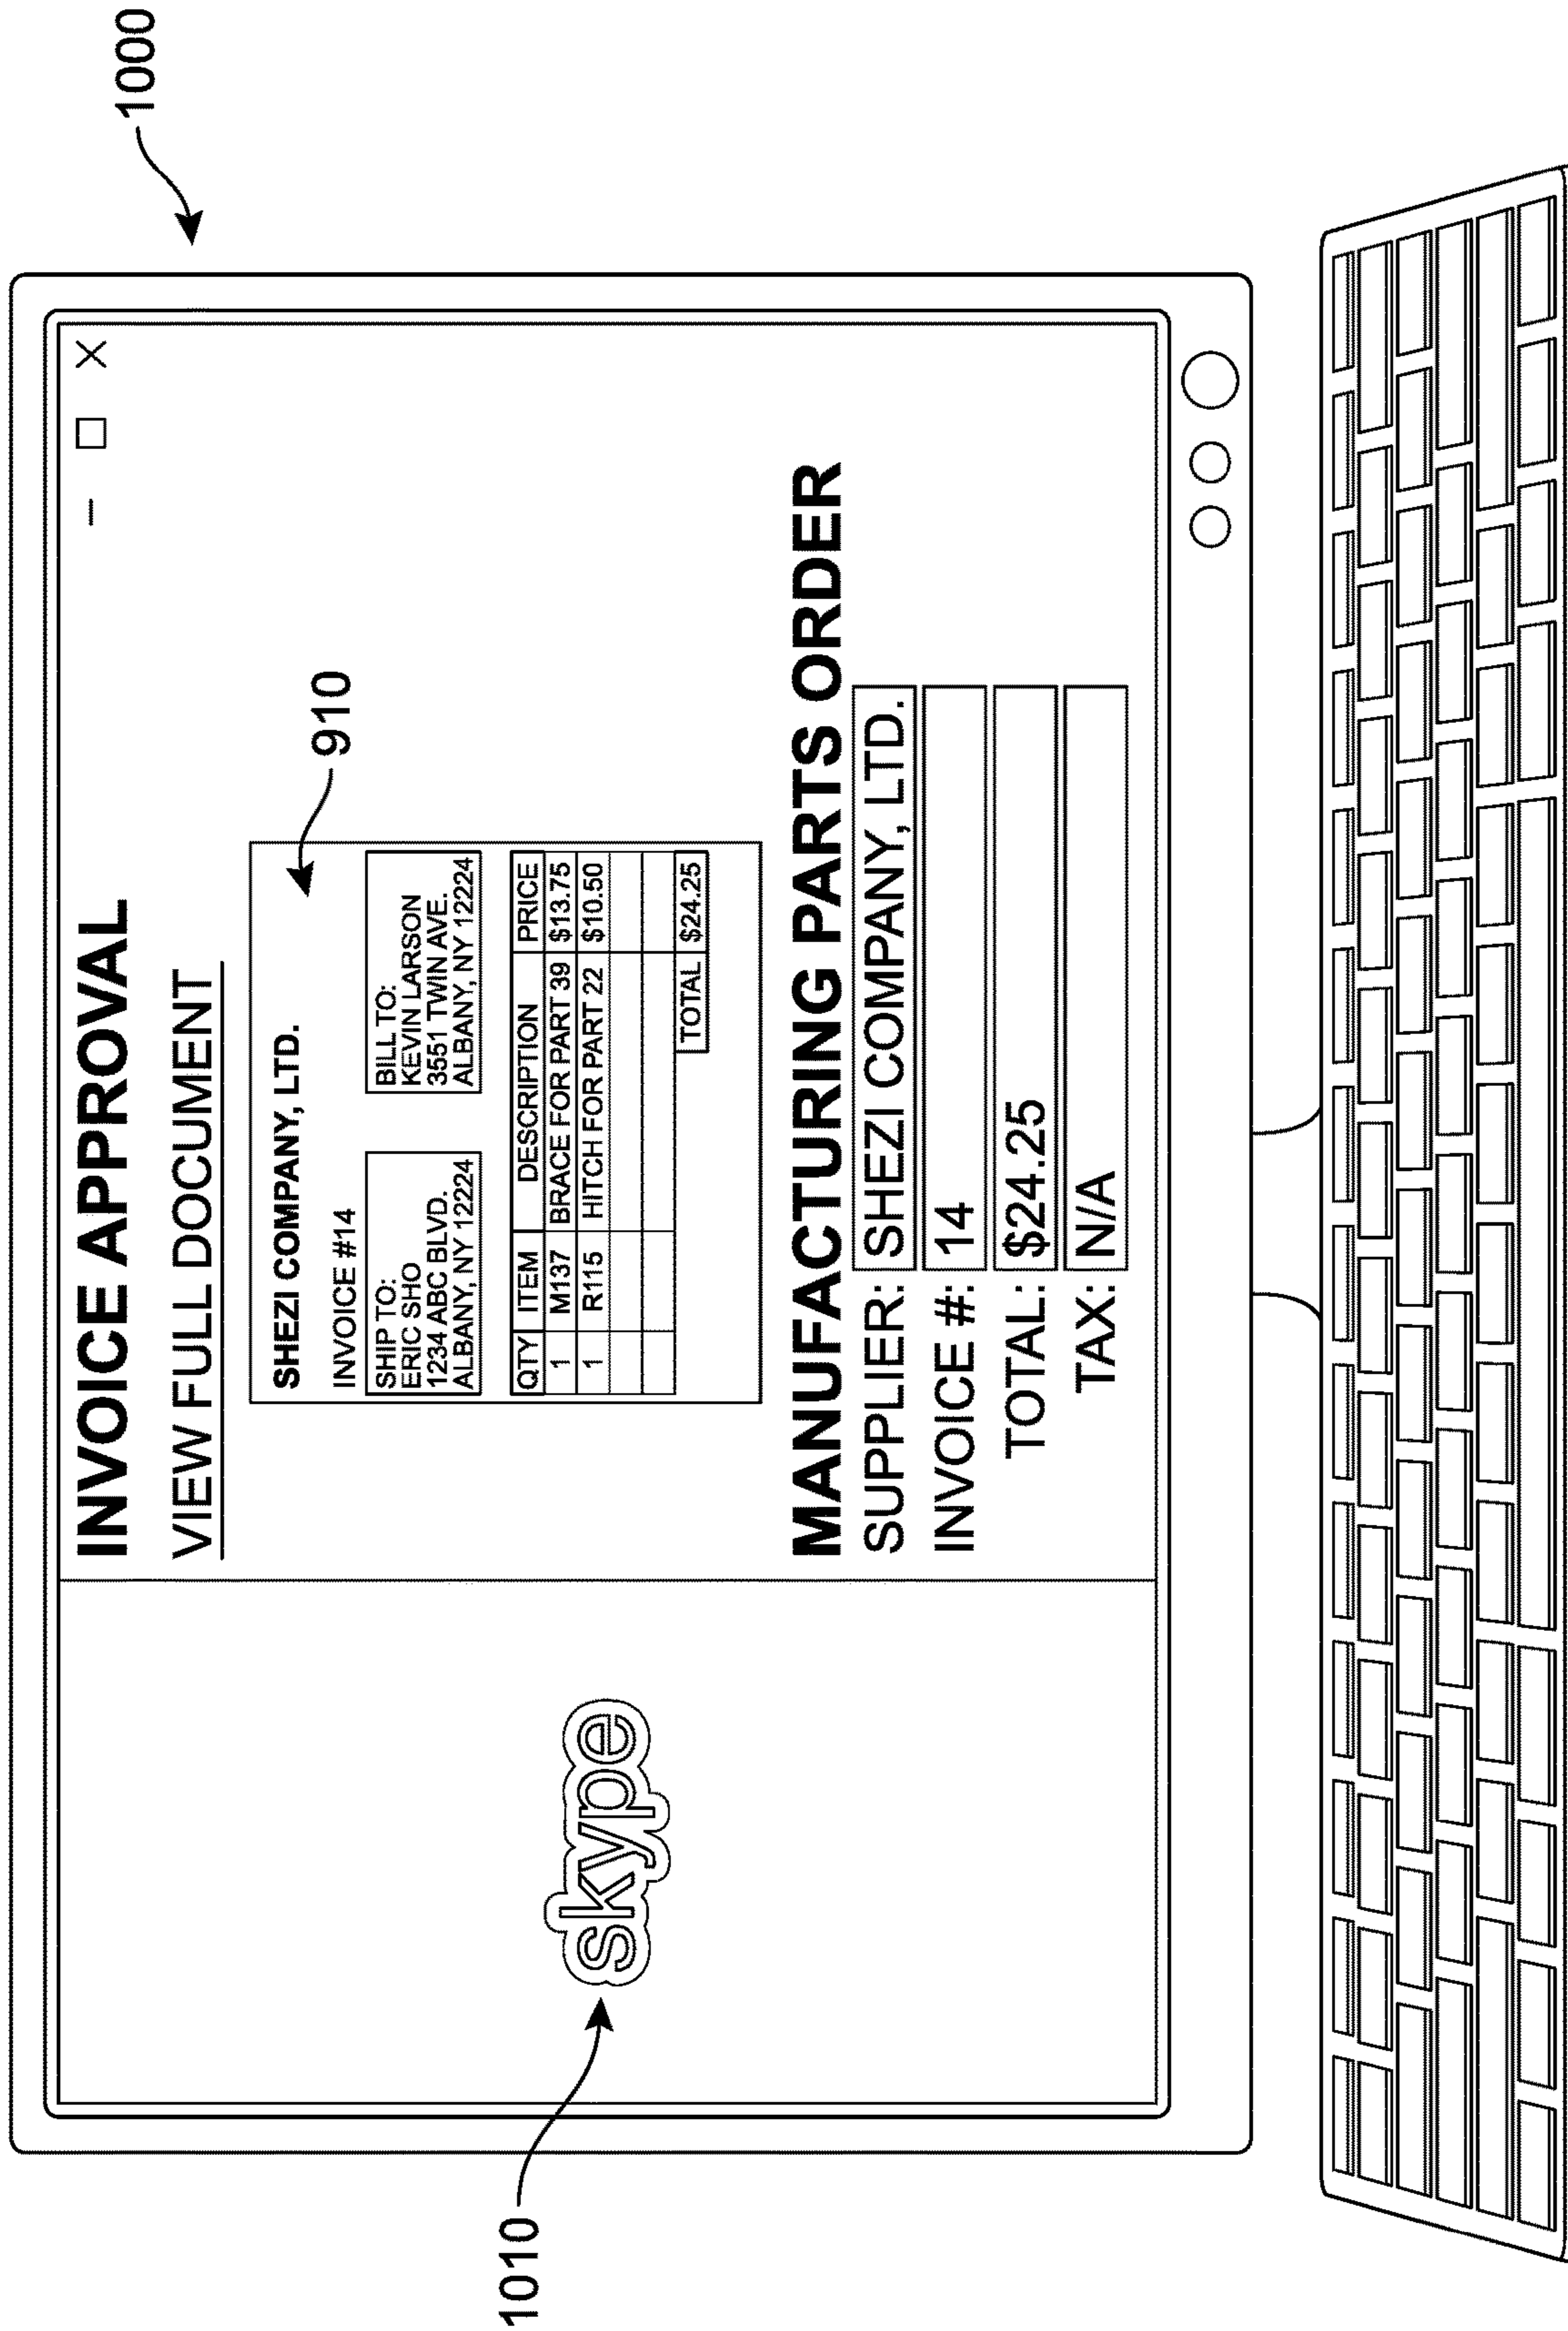 1000
INVOICE APPROVAL
VIEW FULL DOCUMENT
910
SHEZI COMPANY, LTD.
INVOICE #14
SHIP TO:
ERIC SHO
1234 ABC BLVD.
ALBANY, NY 12224
BILL TO:
KEVIN LARSON
3551 TWIN AVE.
ALBANY, NY 12224
QTY ITEM DESCRIPTION PRICE
1 M137 BRACE FOR PART 39 $13.75
1 R115 HITCH FOR PART 22 $10.50
TOTAL $24.25
MANUFACTURING PARTS ORDER
SUPPLIER: SHEZI COMPANY, LTD.
INVOICE #: 14
TOTAL: $24.25
TAX: N/A
skype
1010